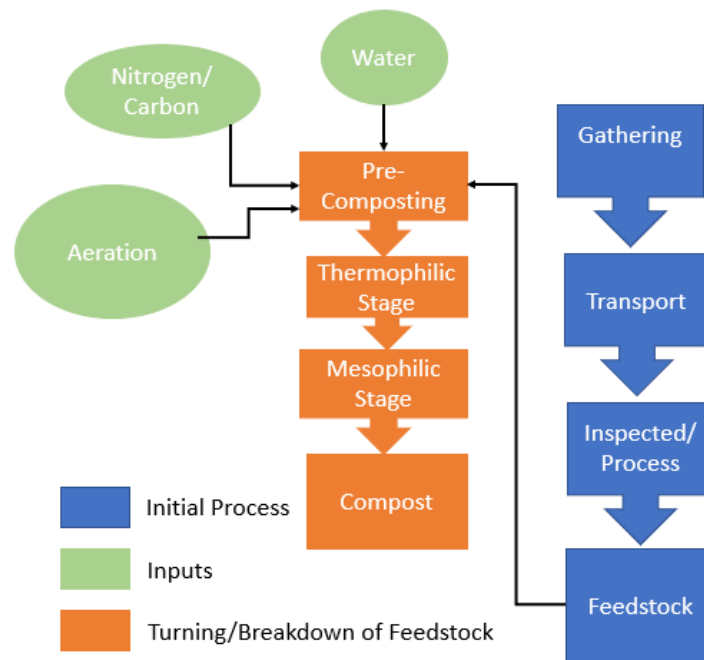 Water
Nitrogen/
Carbon
Gathering
Pre-
Composting
Aeration
Thermophilic
Stage
Transport
Mesophilic
Stage
Inspected/
Process
Compost
Initial Process
Inputs
Feedstock
Turning/Breakdown of Feedstock